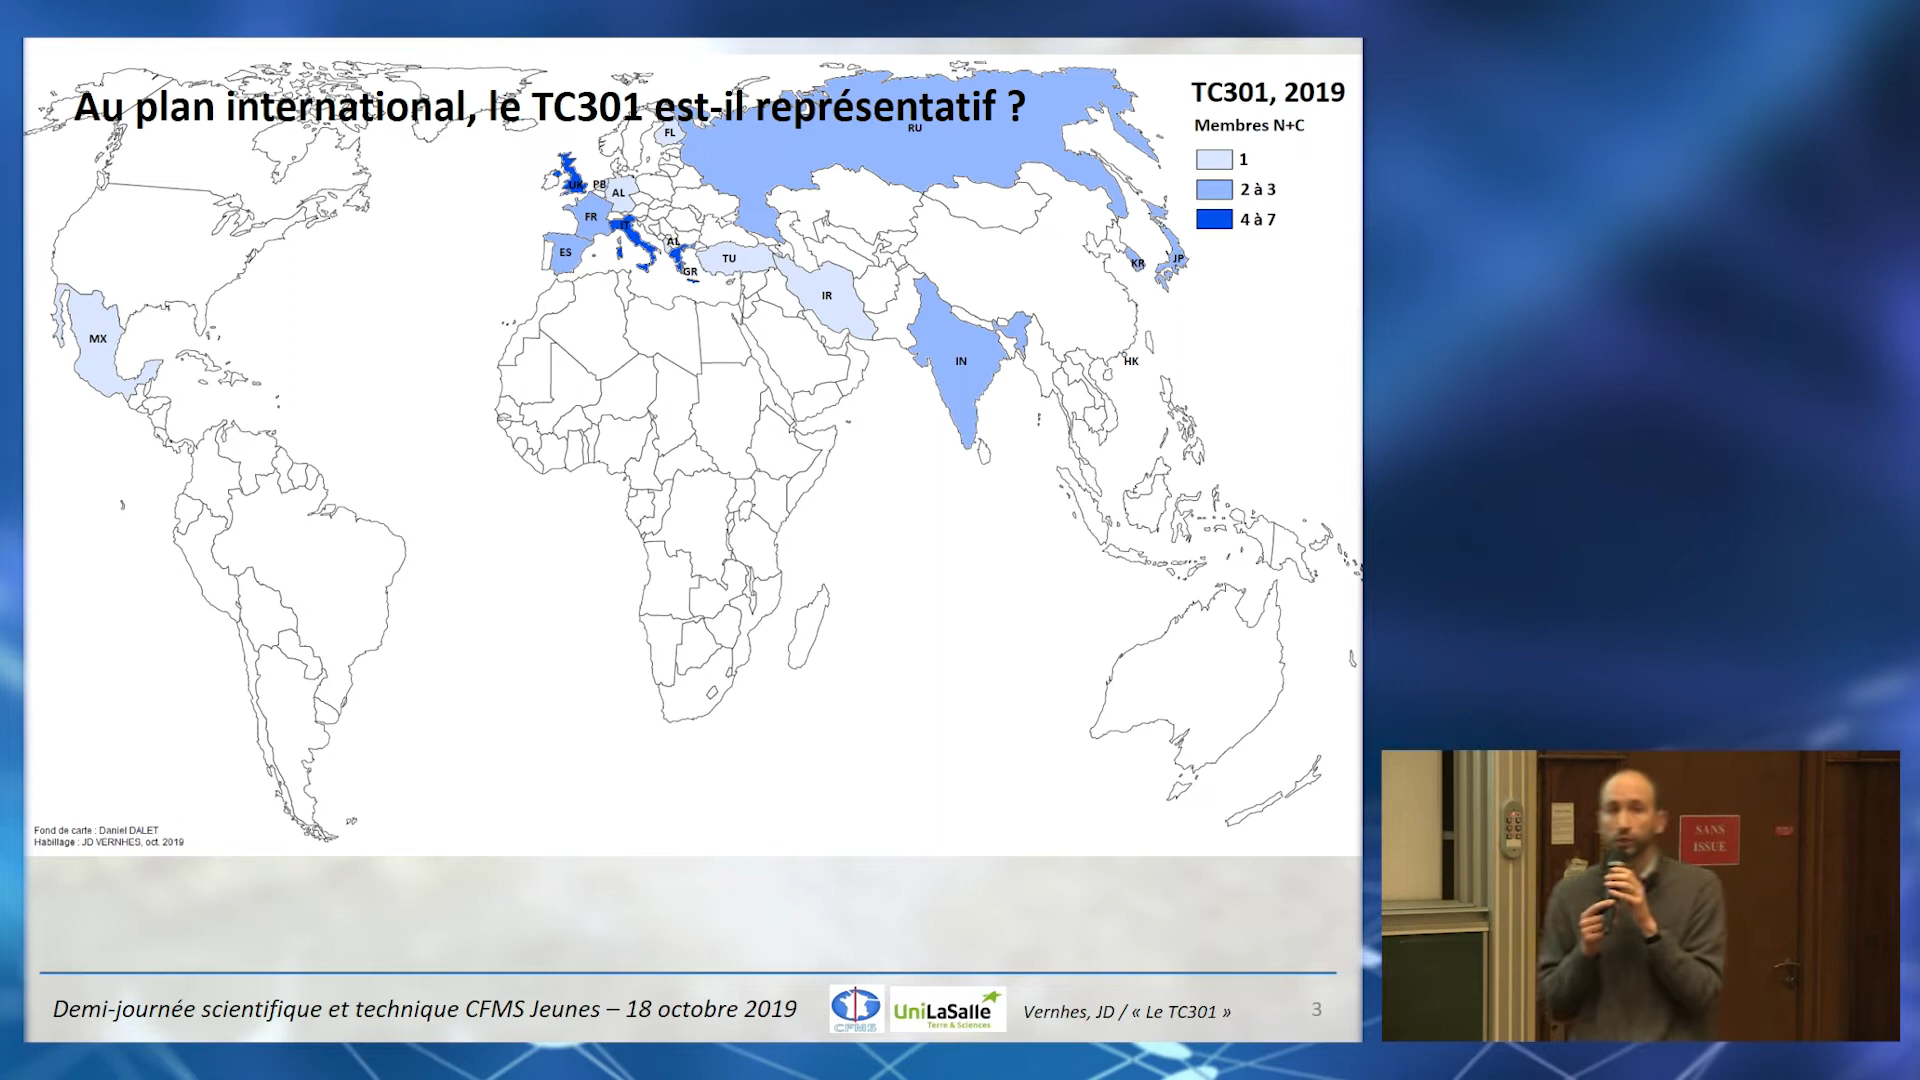 Au plan international, le TC301 est-il représentatif ?
TC301, 2019
Membres N+C
1
2 à 3
4 à 7
RU
FL
UK
PB
AL
FR
IT
ES
AL
GR
TU
IR
IN
KR
JP
HK
MX
Fond de carte : Daniel DALET
Habillage : JD VERNHES, oct. 2019
SANS
ISSUE
Demi-journée scientifique et technique CFMS Jeunes – 18 octobre 2019
CFMS
UniLaSalle
Terre & Sciences
Vernhes, JD / « Le TC301 »
3